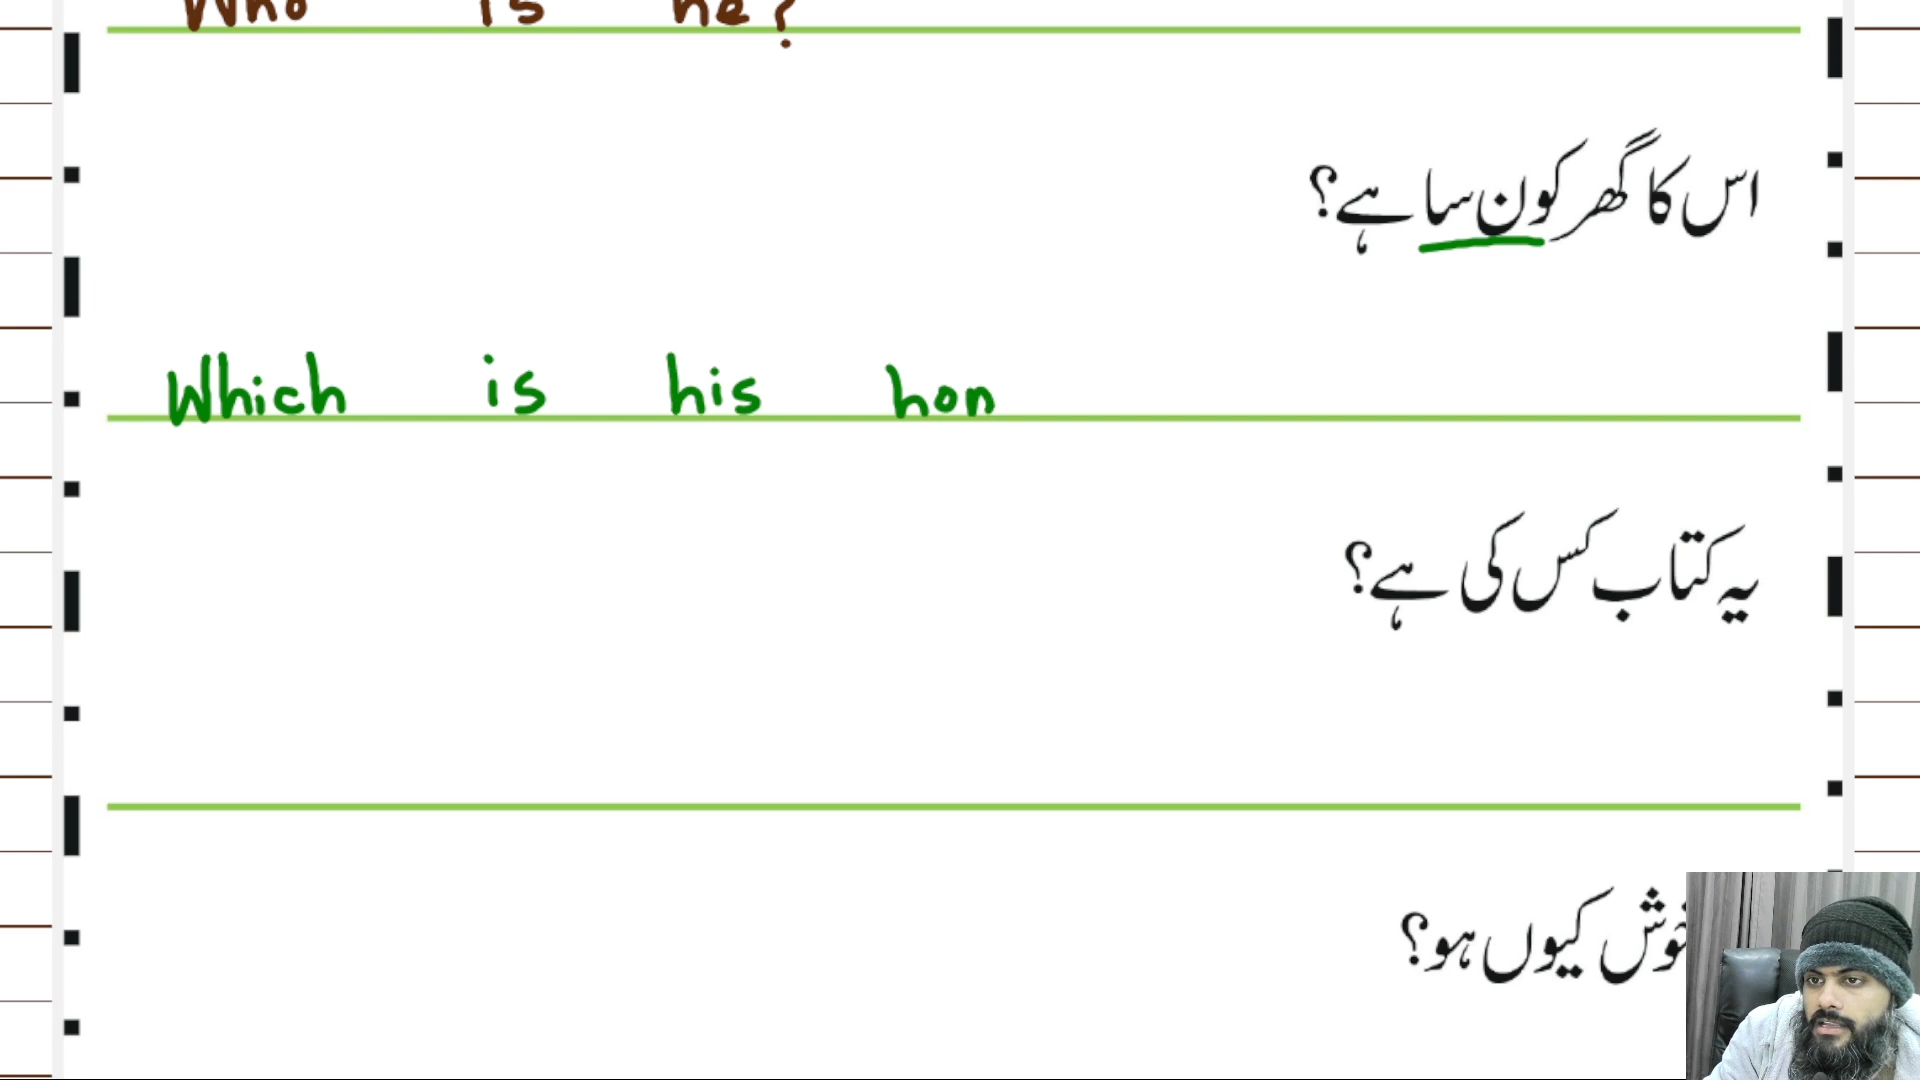 Who is he?
اس کا گھر کون سا ہے؟
Which is his hon
یہ کتاب کس کی ہے؟
خوش کیوں ہو؟